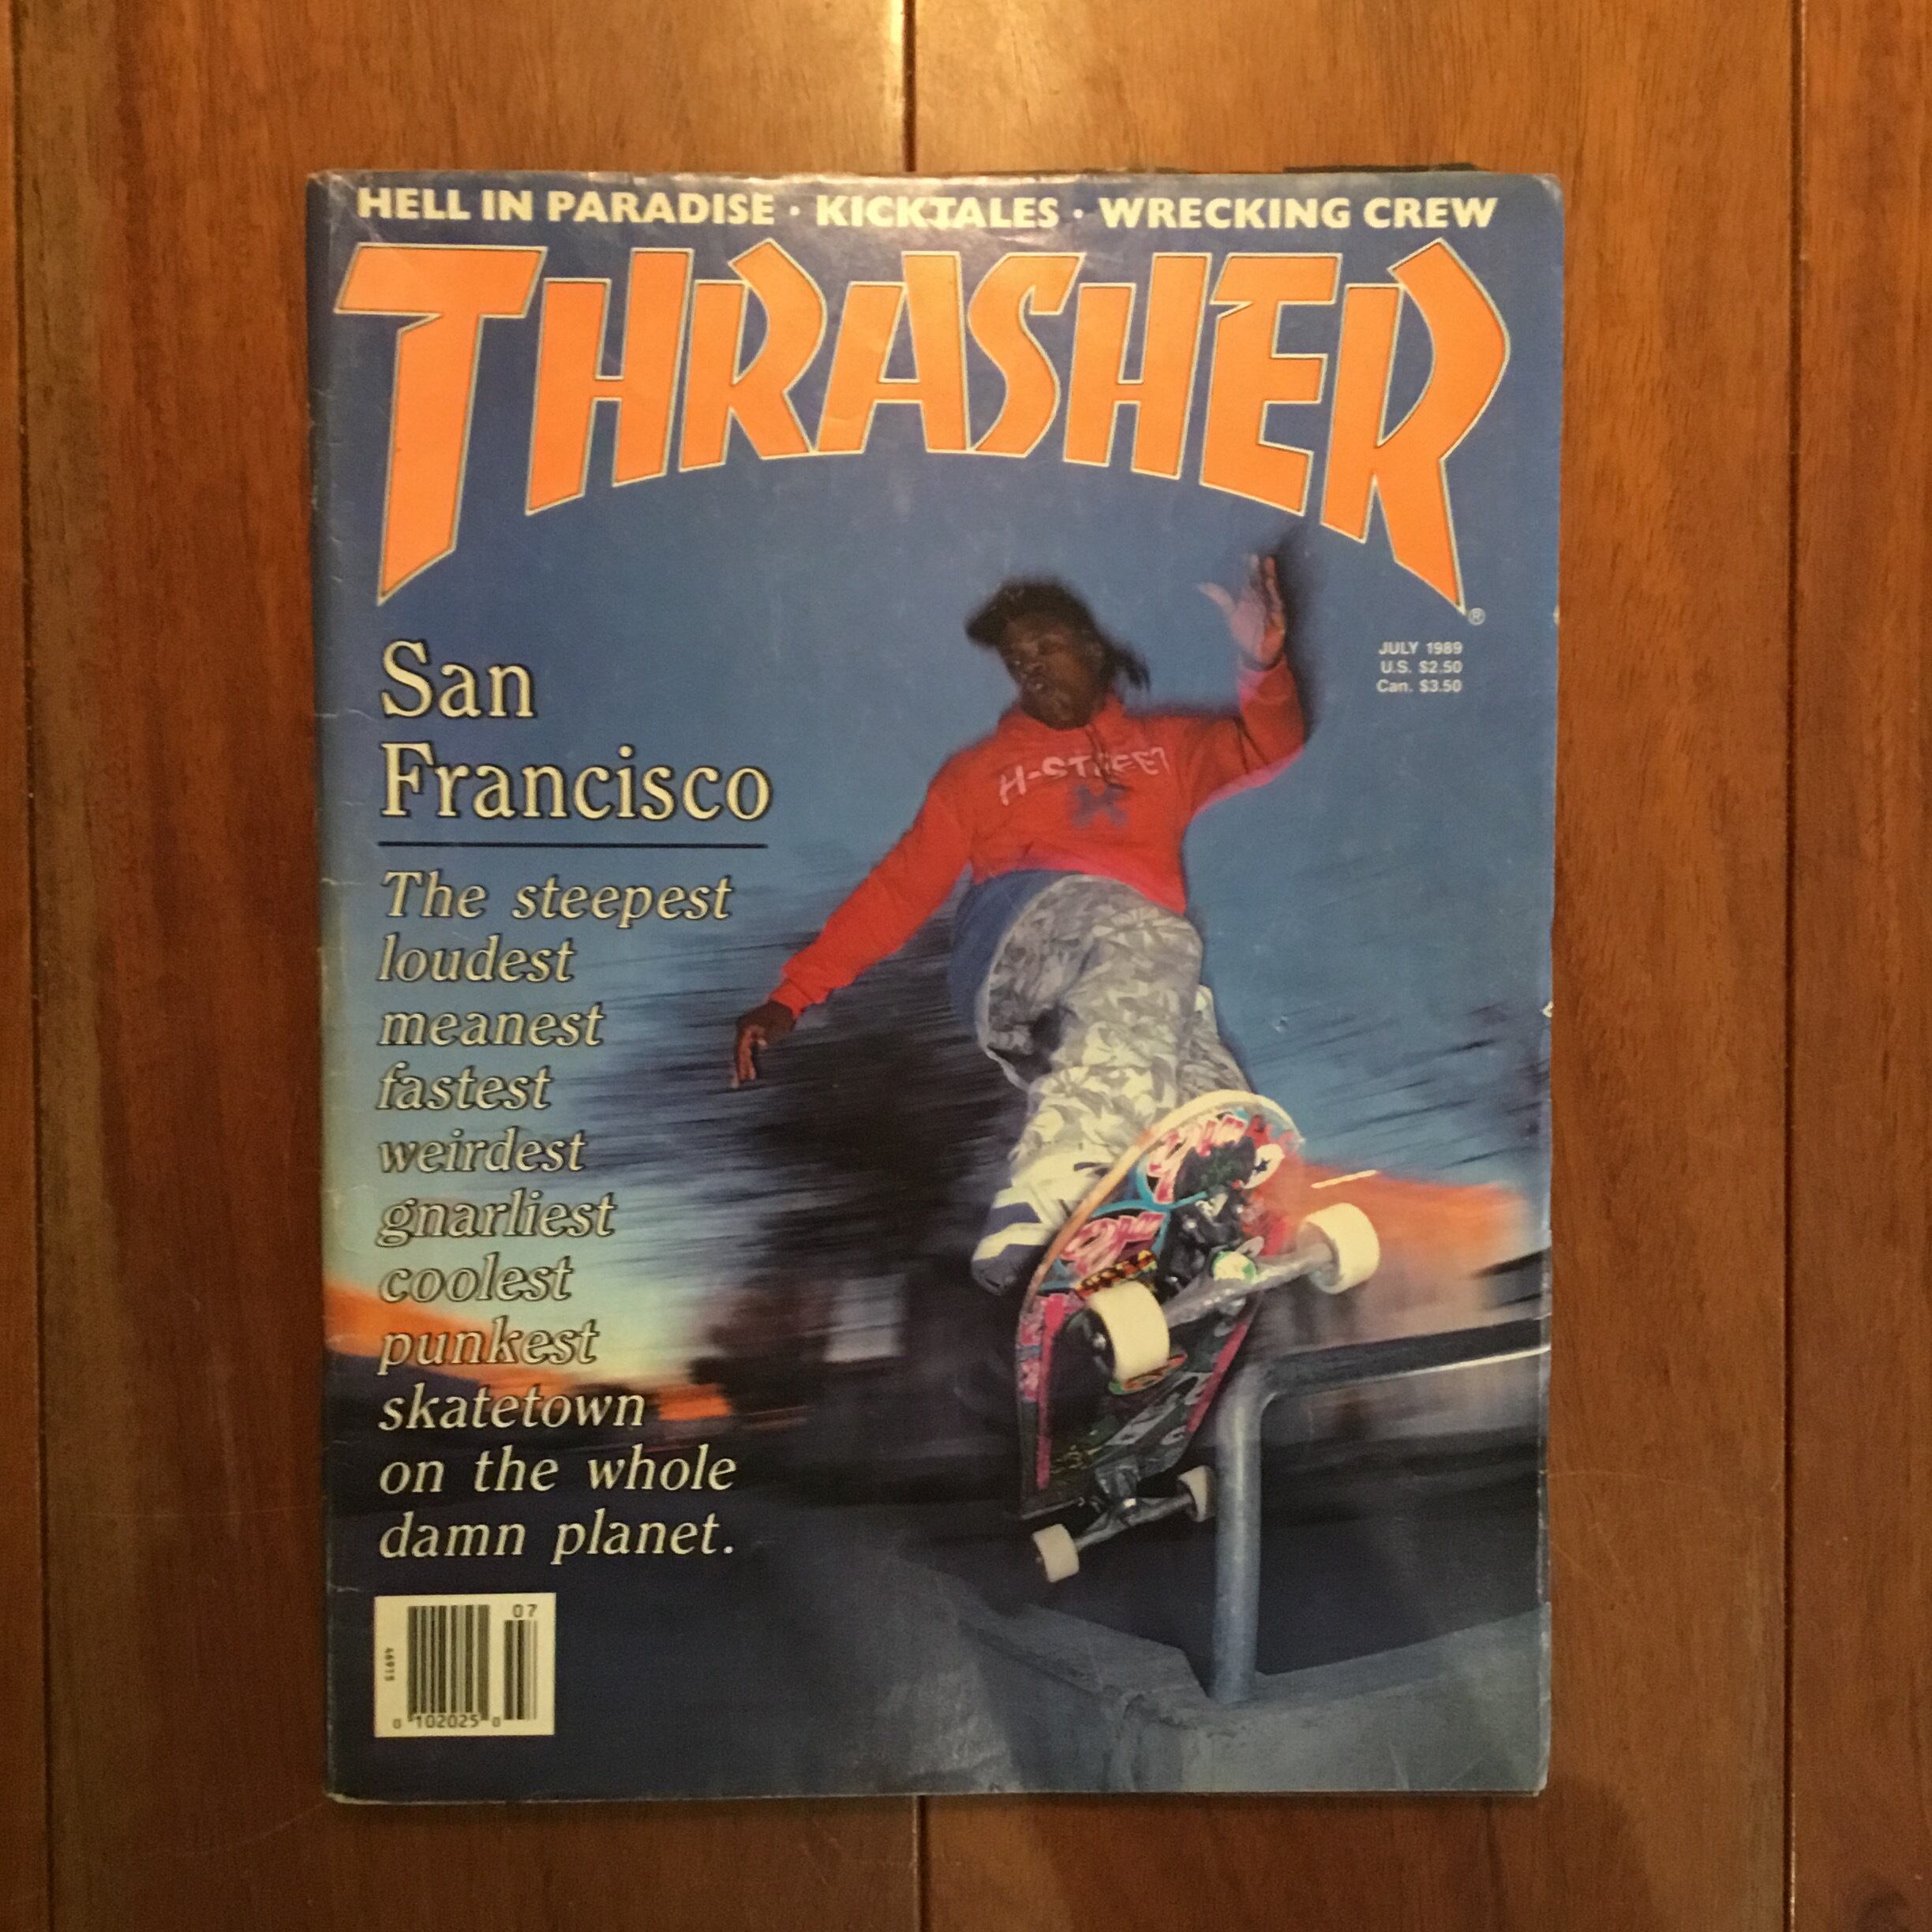 HELL IN PARADISE · KICKTALES · WRECKING CREW
THRASHER®
JULY 1989
U.S. $2.50
Can. $3.50
San
Francisco
The steepest
loudest
meanest
fastest
weirdest
gnarliest
coolest
punkest
skatetown
on the whole
damn planet.
H-STREET
07
46915
0 102025 0